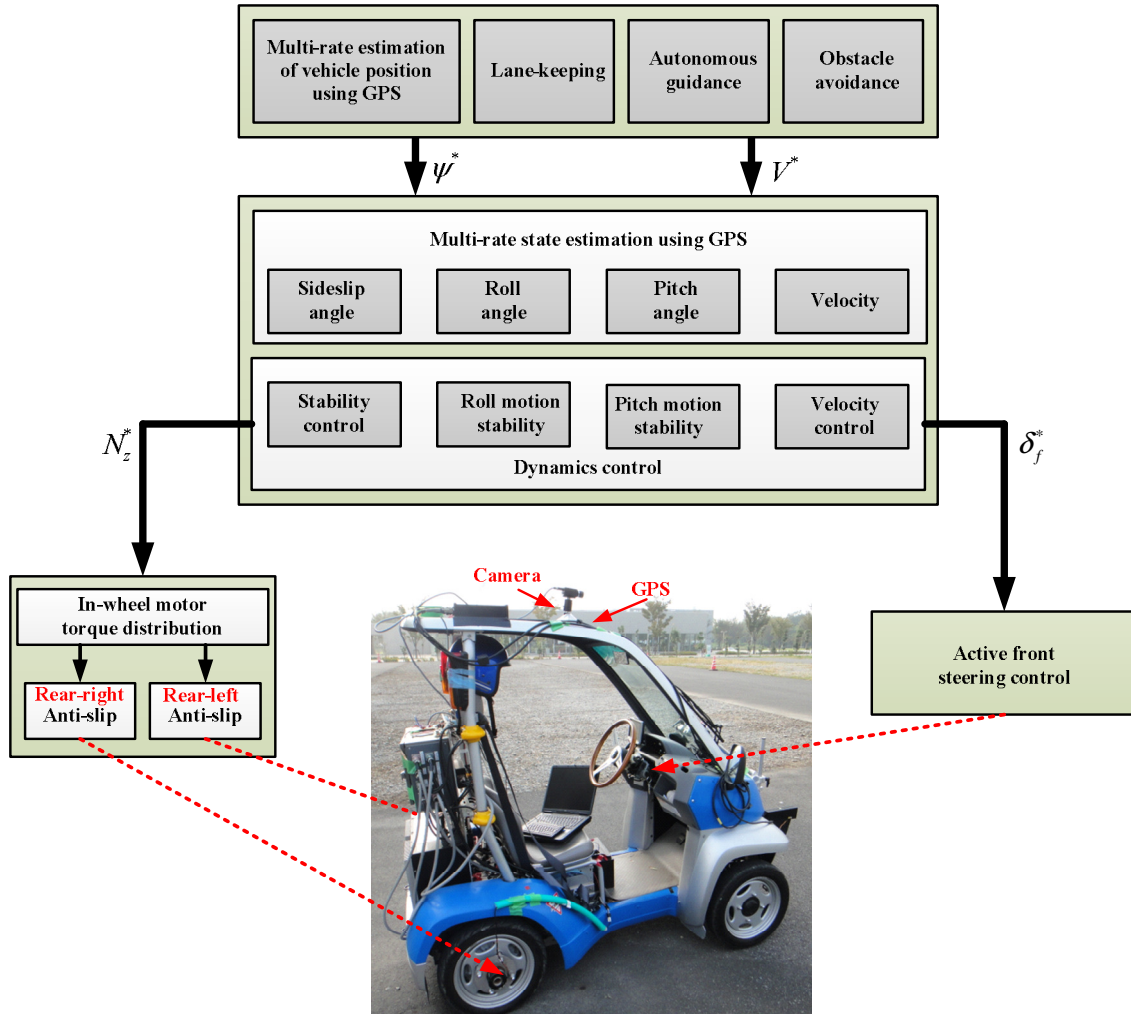 Multi-rate estimation
of vehicle position
using GPS
Lane-keeping
Autonomous
guidance
Obstacle
avoidance
ψ*
V*
Multi-rate state estimation using GPS
Sideslip
angle
Roll
angle
Pitch
angle
Velocity
Stability
control
Roll motion
stability
Pitch motion
stability
Velocity
control
Dynamics control
N_z^*
δ_f^*
In-wheel motor
torque distribution
Rear-right
Anti-slip
Rear-left
Anti-slip
Camera
GPS
Active front
steering control